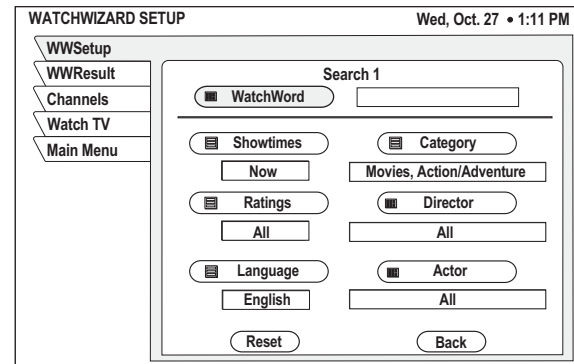 WATCHWIZARD SETUP
Wed, Oct. 27 • 1:11 PM
WWSetup
WWResult
Channels
Watch TV
Main Menu
Search 1
WatchWord
Showtimes
Category
Now
Movies, Action/Adventure
Ratings
Director
All
All
Language
Actor
English
All
Reset
Back